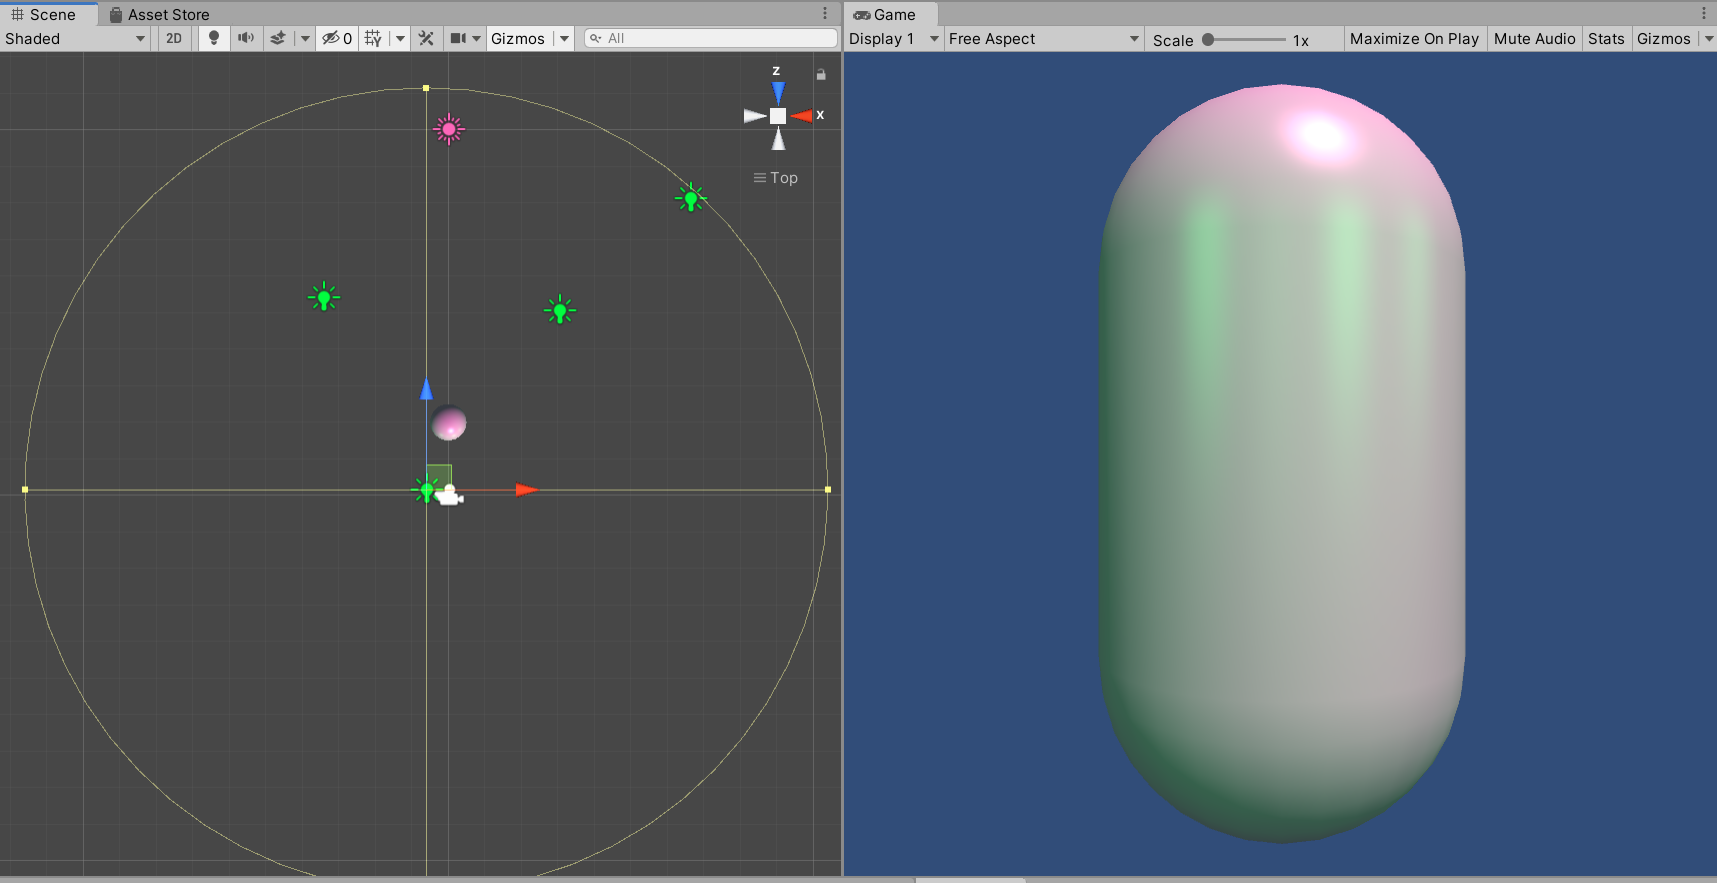 Scene
Asset Store
Shaded
2D
0
Gizmos
All
z
x
Top
Game
Display 1
Free Aspect
Scale
1x
Maximize On Play
Mute Audio
Stats
Gizmos